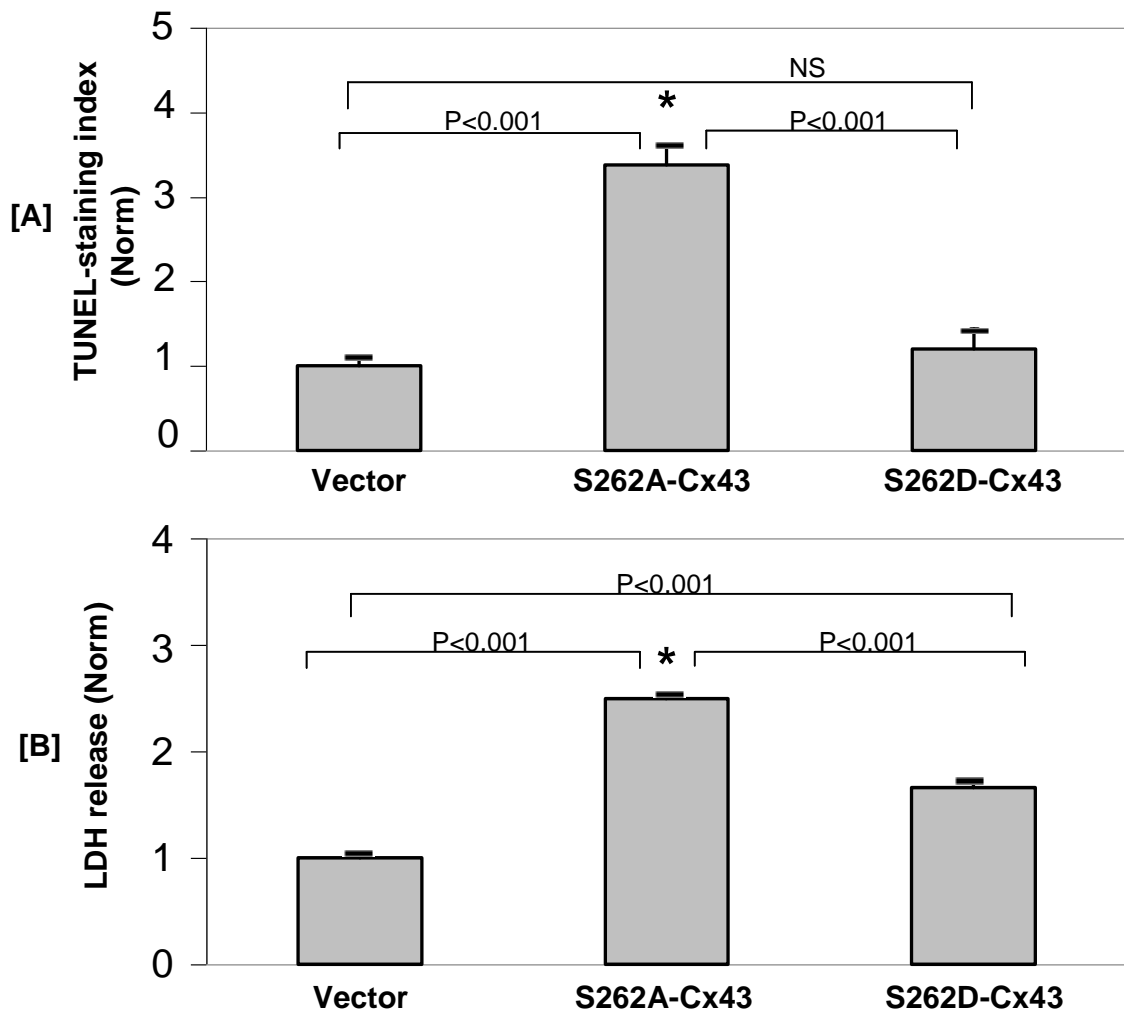 5
NS
4
*
P<0.001
P<0.001
3
[A]
TUNEL-staining index
(Norm)
2
1
0
Vector
S262A-Cx43
S262D-Cx43
4
P<0.001
3
P<0.001
*
P<0.001
[B]
LDH release (Norm)
2
1
0
Vector
S262A-Cx43
S262D-Cx43